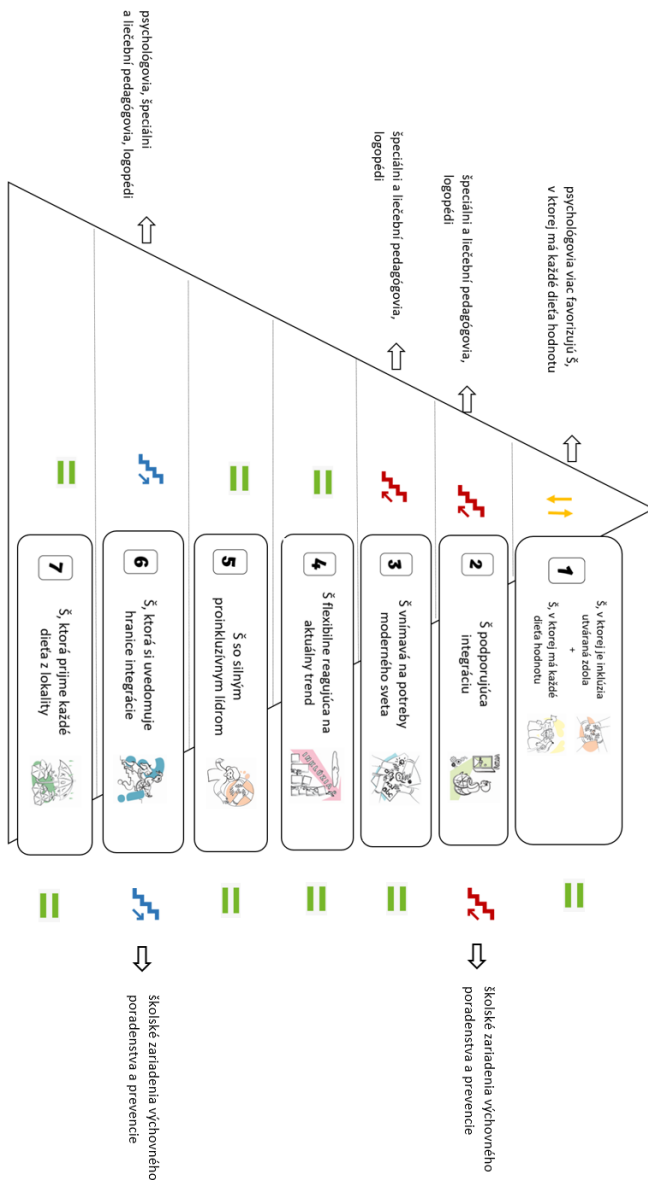 psychológovia viac favorizujú Š,
v ktorej má každé dieťa hodnotu
1
Š, v ktorej je inklúzia
utváraná zdola
+
Š, v ktorej má každé
dieťa hodnotu
špeciálni a liečební pedagógovia,
logopédi
2
Š podporujúca
integráciu
školské zariadenia výchovného
poradenstva a prevencie
špeciálni a liečební pedagógovia,
logopédi
3
Š vnímavá na potreby
moderného sveta
4
Š flexibilne reagujúca na
aktuálny trend
5
Š so silným
proinkluzívnym lídrom
psychológovia, špeciálni
a liečební pedagógovia, logopédi
6
Š, ktorá si uvedomuje
hranice integrácie
školské zariadenia výchovného
poradenstva a prevencie
7
Š, ktorá prijme každé
dieťa z lokality